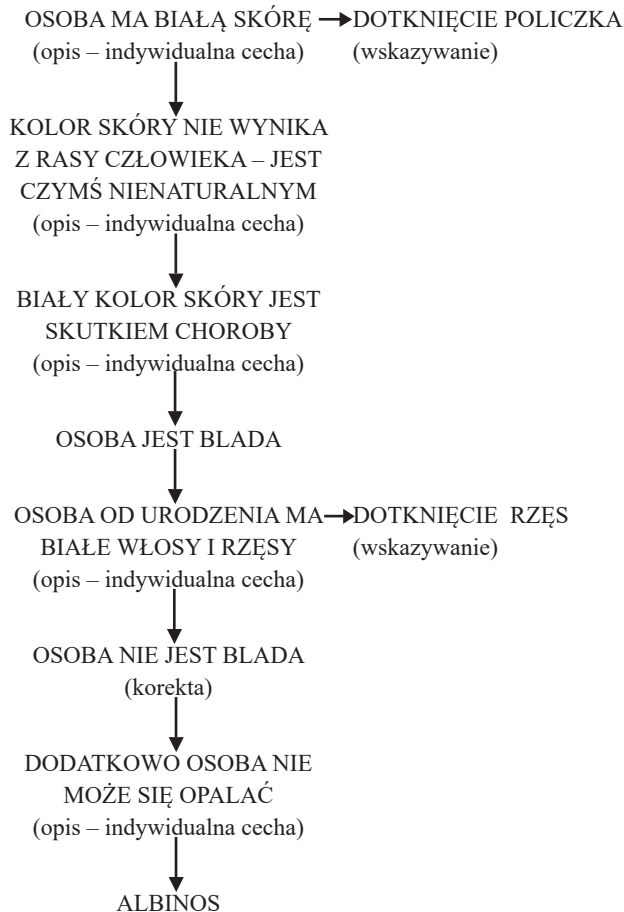 OSOBA MA BIAŁĄ SKÓRĘ
DOTKNIĘCIE POLICZKA
(opis – indywidualna cecha)
(wskazywanie)
KOLOR SKÓRY NIE WYNIKA
Z RASY CZŁOWIEKA – JEST
CZYMŚ NIENATURALNYM
(opis – indywidualna cecha)
BIAŁY KOLOR SKÓRY JEST
SKUTKIEM CHOROBY
(opis – indywidualna cecha)
OSOBA JEST BLADA
OSOBA OD URODZENIA MA
DOTKNIĘCIE RZĘS
BIAŁE WŁOSY I RZĘSY
(wskazywanie)
(opis – indywidualna cecha)
OSOBA NIE JEST BLADA
(korekta)
DODATKOWO OSOBA NIE
MOŻE SIĘ OPALAĆ
(opis – indywidualna cecha)
ALBINOS